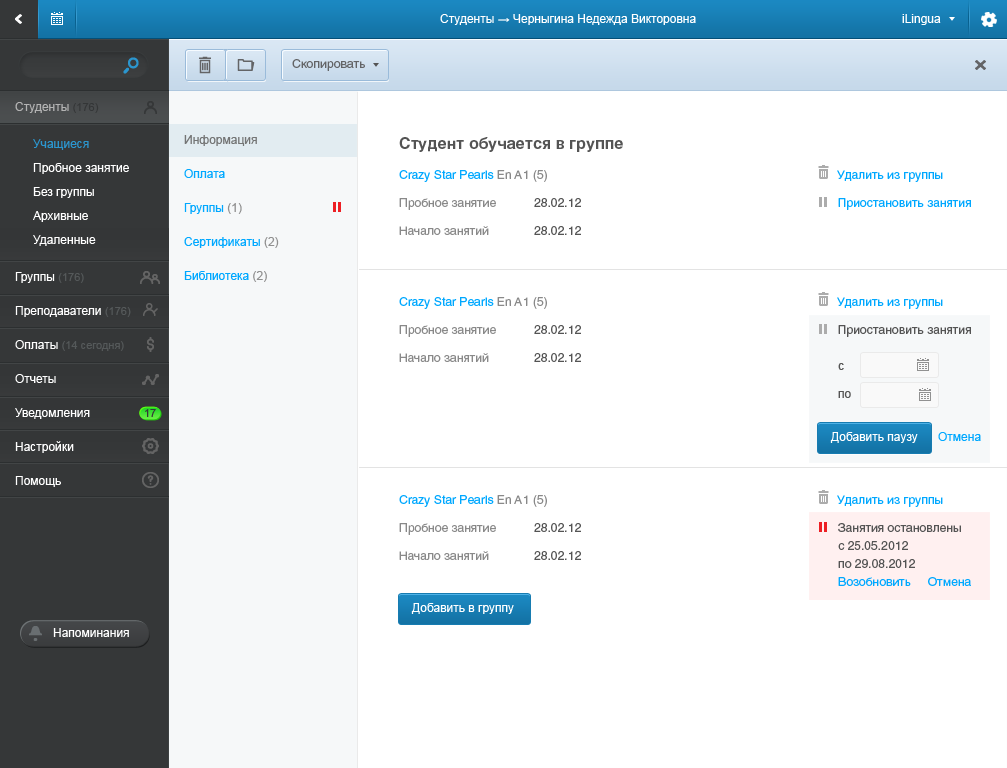 Студенты → Черныгина Надежда Викторовна
iLingua
Скопировать
Студенты (176)
Учащиеся
Пробное занятие
Без группы
Архивные
Удаленные
Группы (176)
Преподаватели (176)
Оплаты (14 сегодня)
$
Отчеты
Уведомления 17
Настройки
Помощь ?
Напоминания
Информация
Оплата
Группы (1)
Сертификаты (2)
Библиотека (2)
Студент обучается в группе
Crazy Star Pearls En A1 (5)
Удалить из группы
Пробное занятие 28.02.12
Приостановить занятия
Начало занятий 28.02.12
Crazy Star Pearls En A1 (5)
Удалить из группы
Пробное занятие 28.02.12
Приостановить занятия
Начало занятий 28.02.12
с
по
Добавить паузу Отмена
Crazy Star Pearls En A1 (5)
Удалить из группы
Пробное занятие 28.02.12
Занятия остановлены
с 25.05.2012
Начало занятий 28.02.12
по 29.08.2012
Возобновить Отмена
Добавить в группу